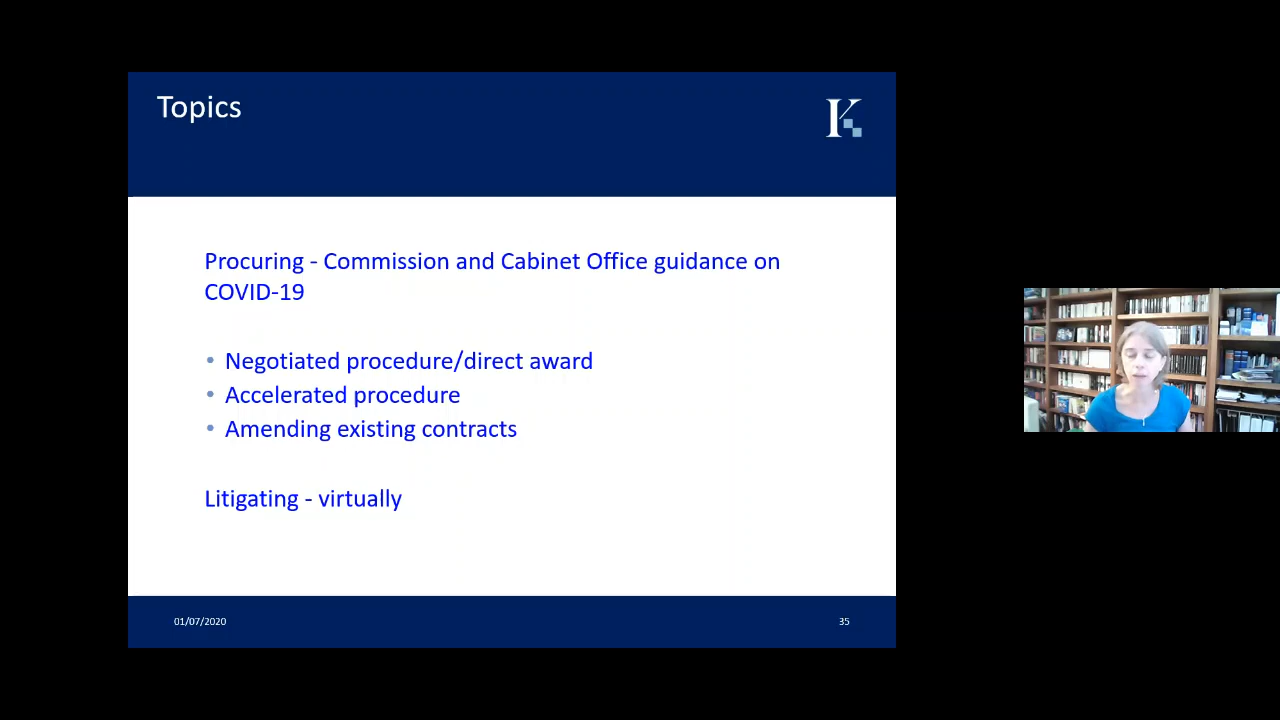 Topics
K
Procuring - Commission and Cabinet Office guidance on
COVID-19
• Negotiated procedure/direct award
• Accelerated procedure
• Amending existing contracts
Litigating - virtually
01/07/2020
35